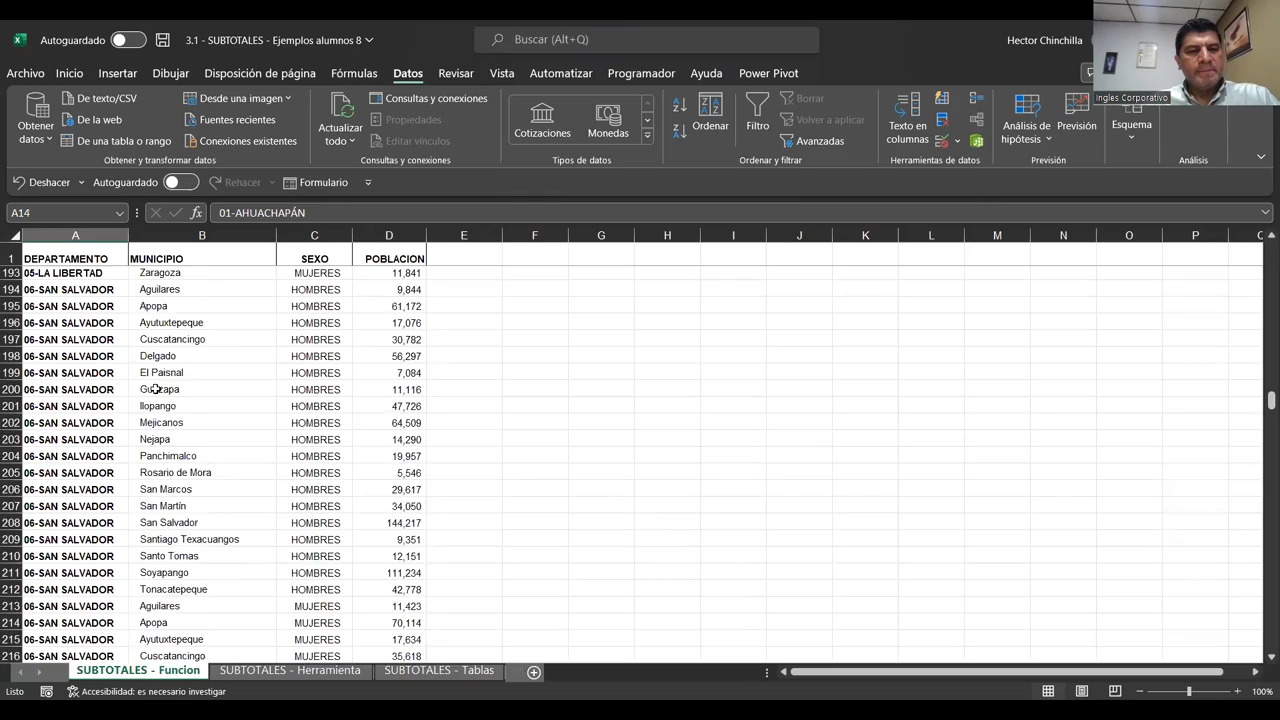 Autoguardado 3.1 - SUBTOTALES - Ejemplos alumnos 8 Buscar (Alt+Q) Hector Chinchilla
Ingles Corporativo
Archivo Inicio Insertar Dibujar Disposición de página Fórmulas Datos Revisar Vista Automatizar Programador Ayuda Power Pivot
Obtener datos
De texto/CSV
De la web
De una tabla o rango
Desde una imagen
Fuentes recientes
Conexiones existentes
Obtener y transformar datos
Actualizar todo
Consultas y conexiones
Propiedades
Editar vínculos
Consultas y conexiones
Cotizaciones Monedas
Tipos de datos
Ordenar
Filtro
Borrar
Volver a aplicar
Avanzadas
Ordenar y filtrar
Texto en columnas
Herramientas de datos
Análisis de hipótesis
Previsión
Previsión
Esquema
Análisis
Deshacer Autoguardado Rehacer Formulario
A14 fx 01-AHUACHAPÁN
A B C D E F G H I J K L M N O P
1 DEPARTAMENTO MUNICIPIO SEXO POBLACION
193 05-LA LIBERTAD Zaragoza MUJERES 11,841
194 06-SAN SALVADOR Aguilares HOMBRES 9,844
195 06-SAN SALVADOR Apopa HOMBRES 61,172
196 06-SAN SALVADOR Ayutuxtepeque HOMBRES 17,076
197 06-SAN SALVADOR Cuscatancingo HOMBRES 30,782
198 06-SAN SALVADOR Delgado HOMBRES 56,297
199 06-SAN SALVADOR El Paisnal HOMBRES 7,084
200 06-SAN SALVADOR Guazapa HOMBRES 11,116
201 06-SAN SALVADOR Ilopango HOMBRES 47,726
202 06-SAN SALVADOR Mejicanos HOMBRES 64,509
203 06-SAN SALVADOR Nejapa HOMBRES 14,290
204 06-SAN SALVADOR Panchimalco HOMBRES 19,957
205 06-SAN SALVADOR Rosario de Mora HOMBRES 5,546
206 06-SAN SALVADOR San Marcos HOMBRES 29,617
207 06-SAN SALVADOR San Martín HOMBRES 34,050
208 06-SAN SALVADOR San Salvador HOMBRES 144,217
209 06-SAN SALVADOR Santiago Texacuangos HOMBRES 9,351
210 06-SAN SALVADOR Santo Tomas HOMBRES 12,151
211 06-SAN SALVADOR Soyapango HOMBRES 111,234
212 06-SAN SALVADOR Tonacatepeque HOMBRES 42,778
213 06-SAN SALVADOR Aguilares MUJERES 11,423
214 06-SAN SALVADOR Apopa MUJERES 70,114
215 06-SAN SALVADOR Ayutuxtepeque MUJERES 17,634
216 06-SAN SALVADOR Cuscatancingo MUJERES 35,618
SUBTOTALES - Funcion SUBTOTALES - Herramienta SUBTOTALES - Tablas
Listo Accesibilidad: es necesario investigar 100%